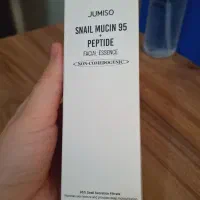 JUMISO
SNAIL MUCIN 95
+
PEPTIDE
FACIAL ESSENCE
<NON-COMEDOGENIC>